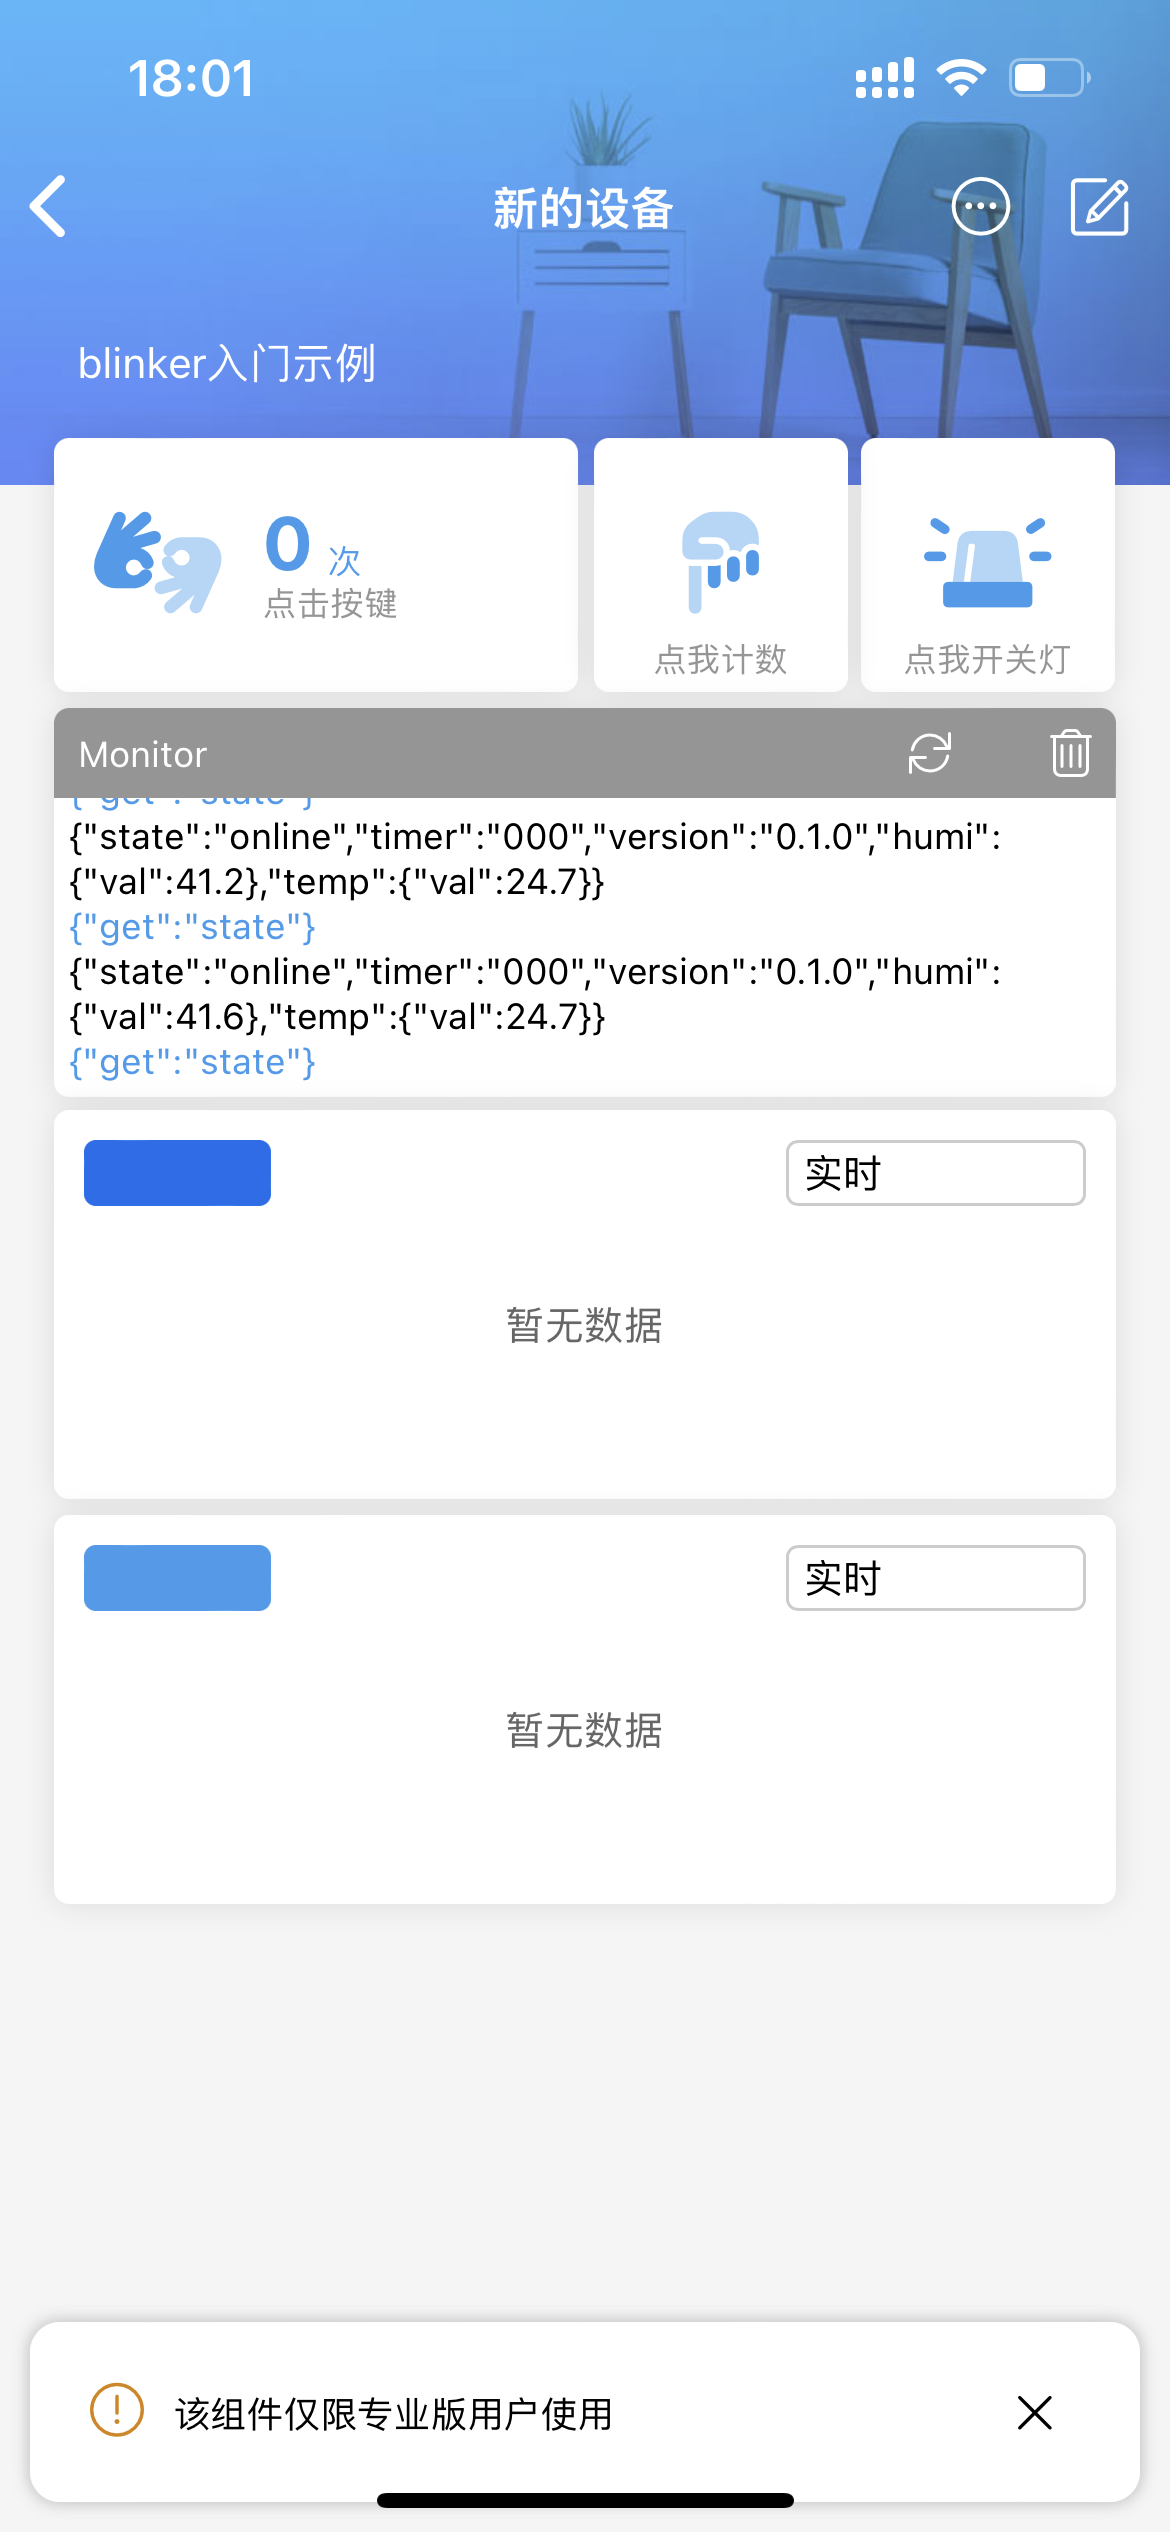 18:01
新的设备
blinker入门示例
0 次
点击按键
点我计数
点我开关灯
Monitor
{"get":"state"}
{"state":"online","timer":"000","version":"0.1.0","humi":
{"val":41.2},"temp":{"val":24.7}}
{"get":"state"}
{"state":"online","timer":"000","version":"0.1.0","humi":
{"val":41.6},"temp":{"val":24.7}}
{"get":"state"}
实时
暂无数据
实时
暂无数据
该组件仅限专业版用户使用